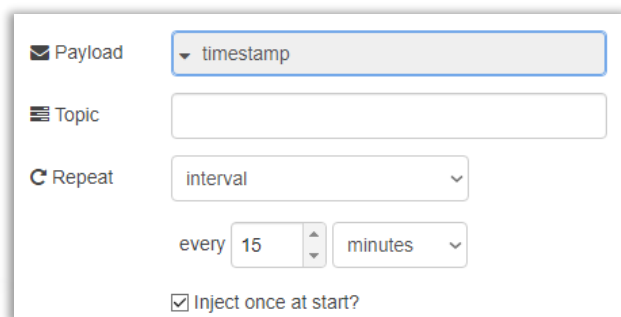 Payload timestamp
Topic
Repeat interval
every 15 minutes
Inject once at start?